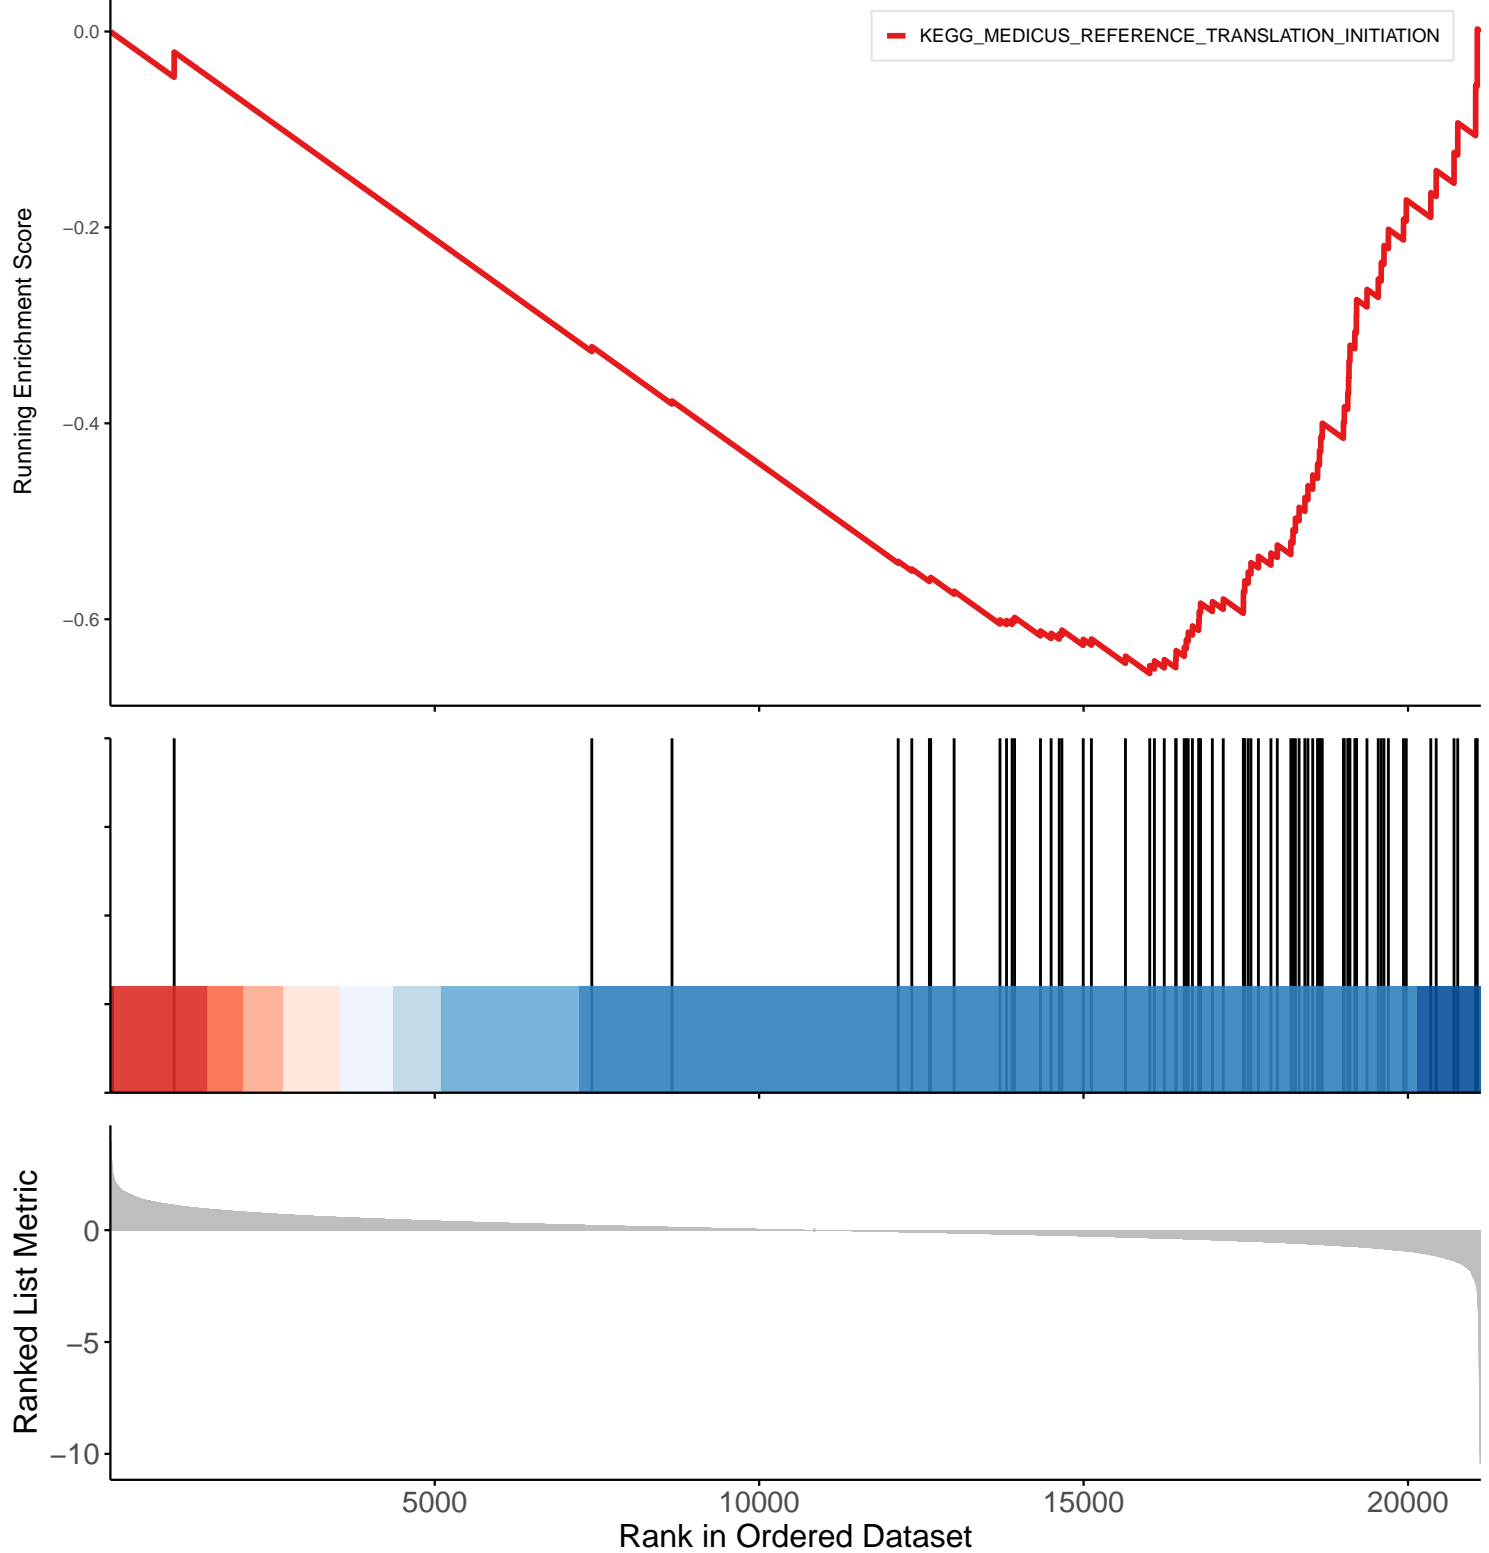 KEGG_MEDICUS_REFERENCE_TRANSLATION_INITIATION
Running Enrichment Score
0.0
−0.2
−0.4
−0.6
Ranked List Metric
0
−5
−10
5000 10000 15000 20000
Rank in Ordered Dataset